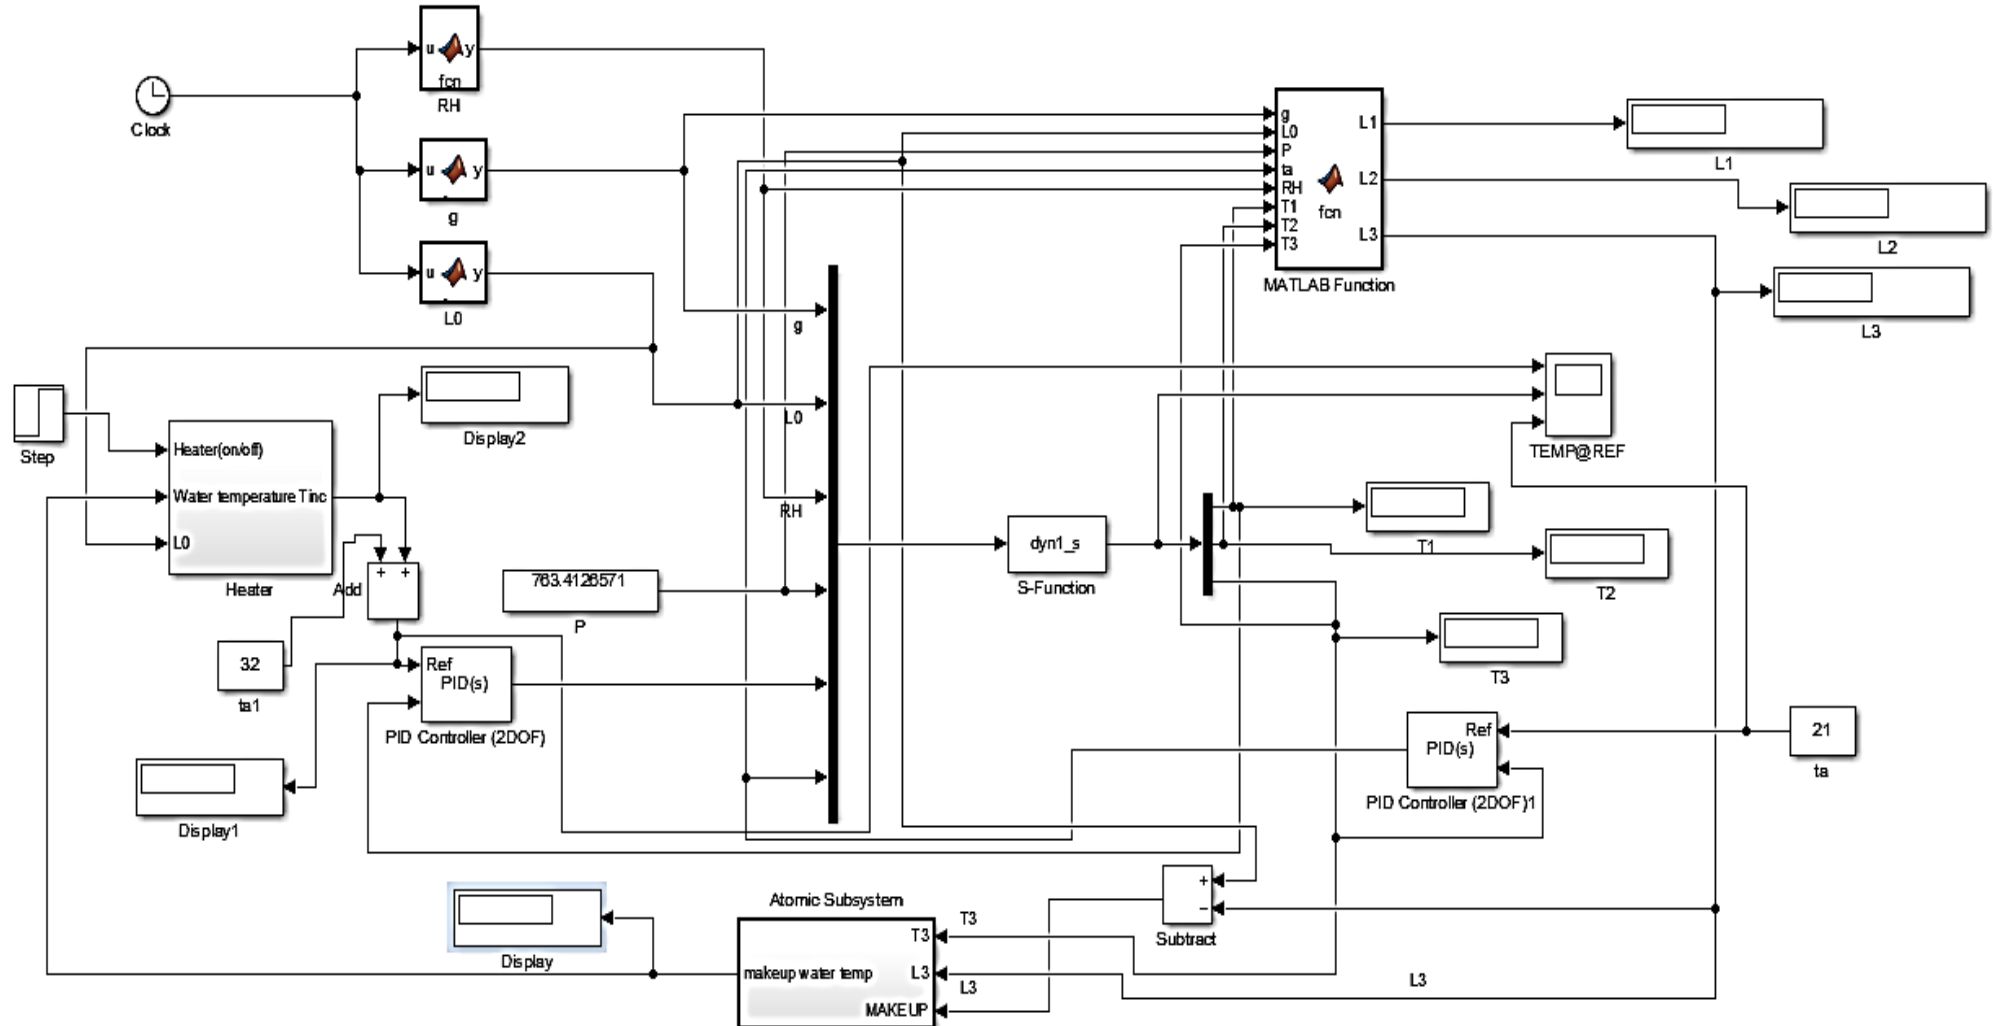 u y
fcn
RH
Clock
u y
g
u y
L0
g
L0
P
ta
RH
T1
T2
T3
fcn
L1
L2
L3
MATLAB Function
L1
L2
L3
g
L0
RH
Step
Heater(on/off)
Water temperature Tinc
L0
Heater
Display2
Add
+ +
32
ta1
Ref
PID(s)
PID Controller (2DOF)
Display1
763.4126571
P
dyn1_s
S-Function
TEMP@REF
T1
T2
T3
Ref
PID(s)
PID Controller (2DOF)1
21
ta
+
−
Subtract
Display
Atomic Subsystem
T3
L3
MAKEUP
makeup water temp
T3
L3
L3